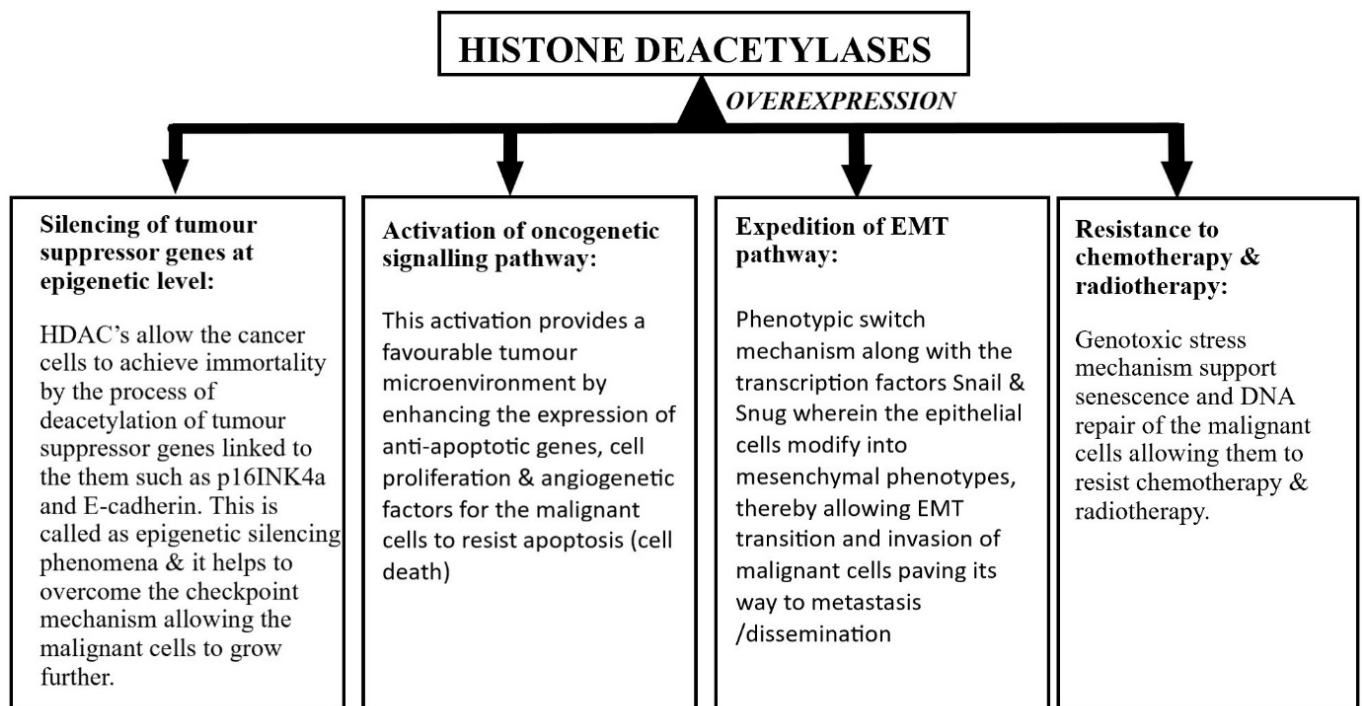 HISTONE DEACETYLASES
OVEREXPRESSION
Silencing of tumour
suppressor genes at
epigenetic level:
HDAC’s allow the cancer
cells to achieve immortality
by the process of
deacetylation of tumour
suppressor genes linked to
the them such as p16INK4a
and E-cadherin. This is
called as epigenetic silencing
phenomena & it helps to
overcome the checkpoint
mechanism allowing the
malignant cells to grow
further.
Activation of oncogenetic
signalling pathway:
This activation provides a
favourable tumour
microenvironment by
enhancing the expression of
anti-apoptotic genes, cell
proliferation & angiogenetic
factors for the malignant
cells to resist apoptosis (cell
death)
Expedition of EMT
pathway:
Phenotypic switch
mechanism along with the
transcription factors Snail &
Snug wherein the epithelial
cells modify into
mesenchymal phenotypes,
thereby allowing EMT
transition and invasion of
malignant cells paving its
way to metastasis
/dissemination
Resistance to
chemotherapy &
radiotherapy:
Genotoxic stress
mechanism support
senescence and DNA
repair of the malignant
cells allowing them to
resist chemotherapy &
radiotherapy.